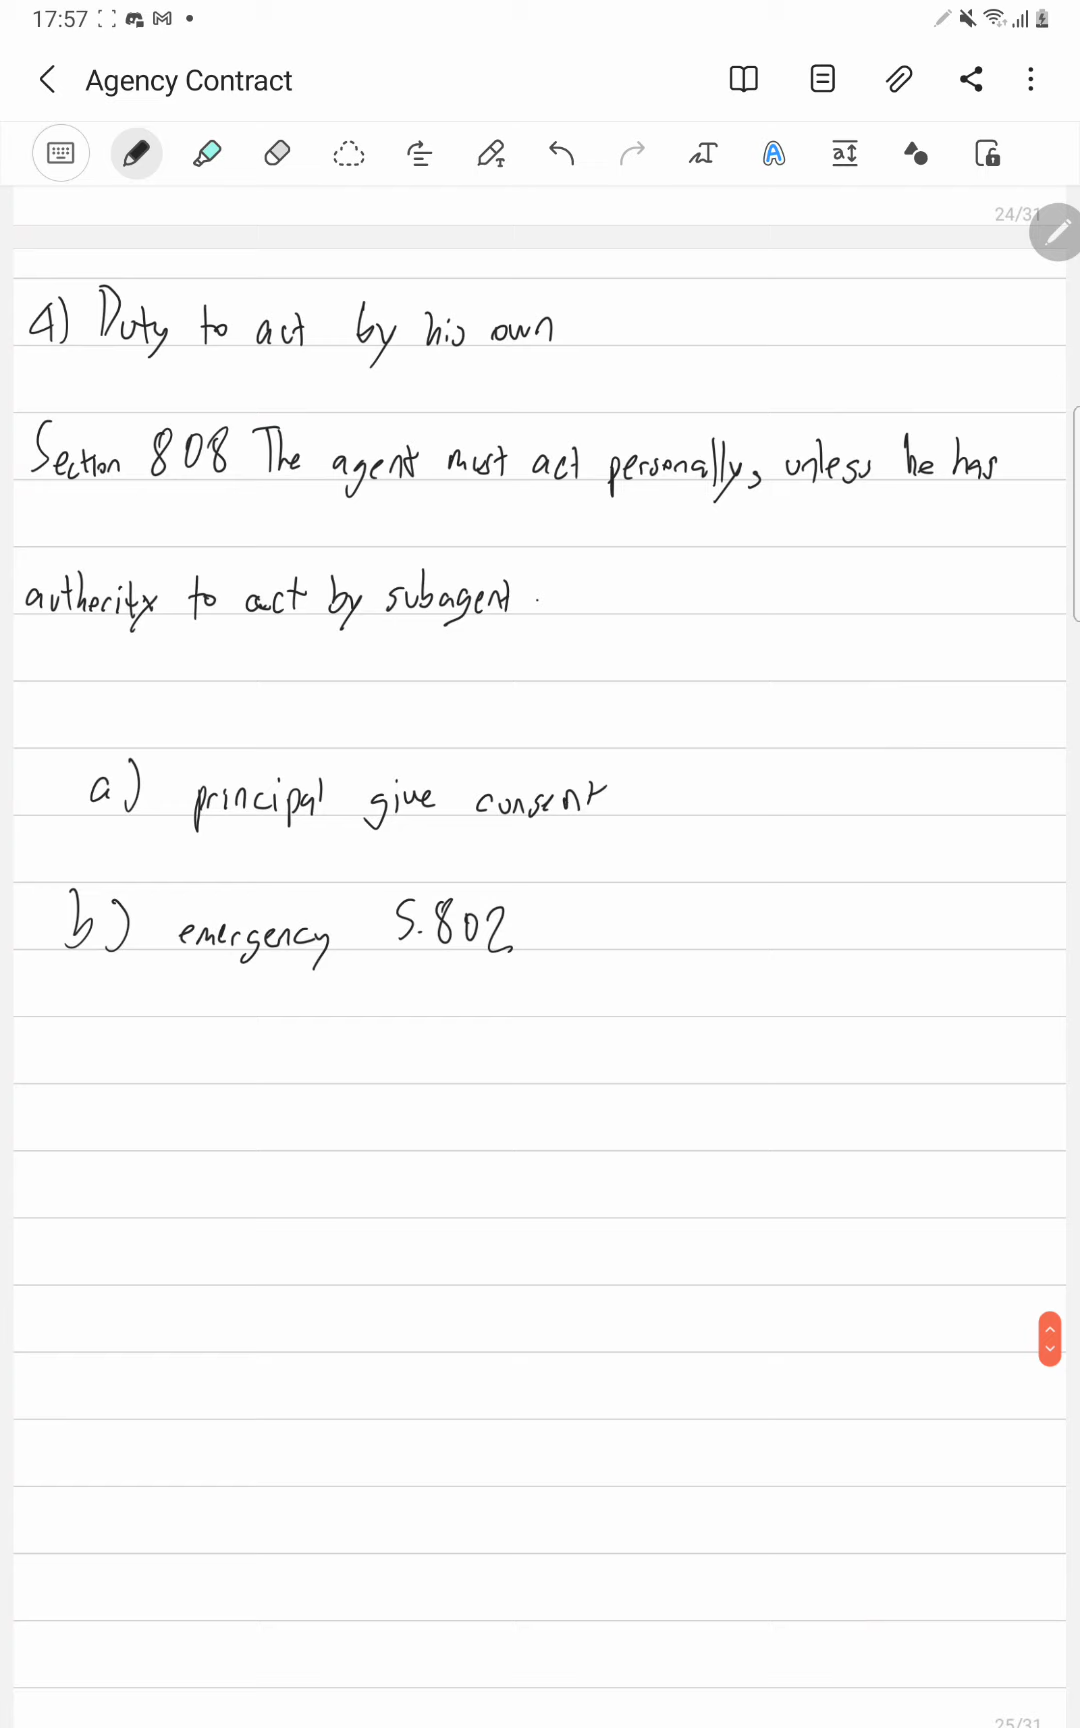 17:57
Agency Contract
24/31
4) Duty to act by his own
Section 808 The agent must act personally, unless he has
authority to act by subagent.
a) principal give consent
b) emergency S.802
25/31